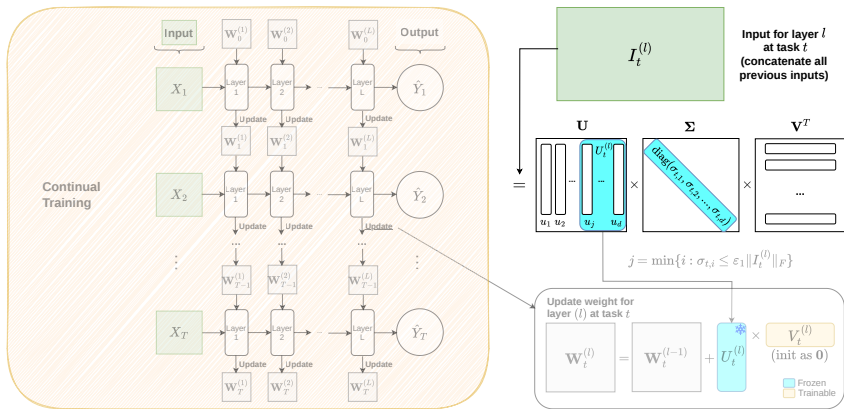 Input
W_0^{(1)} W_0^{(2)} W_0^{(L)}
Output
X_1 Layer 1 Layer 2 ... Layer L Ŷ_1
Update Update Update
W_1^{(1)} W_1^{(2)} W_1^{(L)}
Continual
Training
X_2 Layer 1 Layer 2 ... Layer L Ŷ_2
Update Update Update
... ... ...
⋮ ⋮
W_{T-1}^{(1)} W_{T-1}^{(2)} W_{T-1}^{(L)}
X_T Layer 1 Layer 2 ... Layer L Ŷ_T
Update Update Update
W_T^{(1)} W_T^{(2)} W_T^{(L)}
I_t^{(l)}
Input for layer l
at task t
(concatenate all
previous inputs)
U Σ V^T
= u_1 u_2 ... u_j ... u_d U_t^{(l)} × diag(σ_{t,1}, σ_{t,2}, ..., σ_{t,d}) × ...
j = min{i : σ_{t,i} ≤ ε_1 ‖I_t^{(l)}‖_F}
Update weight for
layer (l) at task t
W_t^{(l)} = W_t^{(l-1)} + U_t^{(l)} × V_t^{(l)}
(init as 0)
Frozen
Trainable